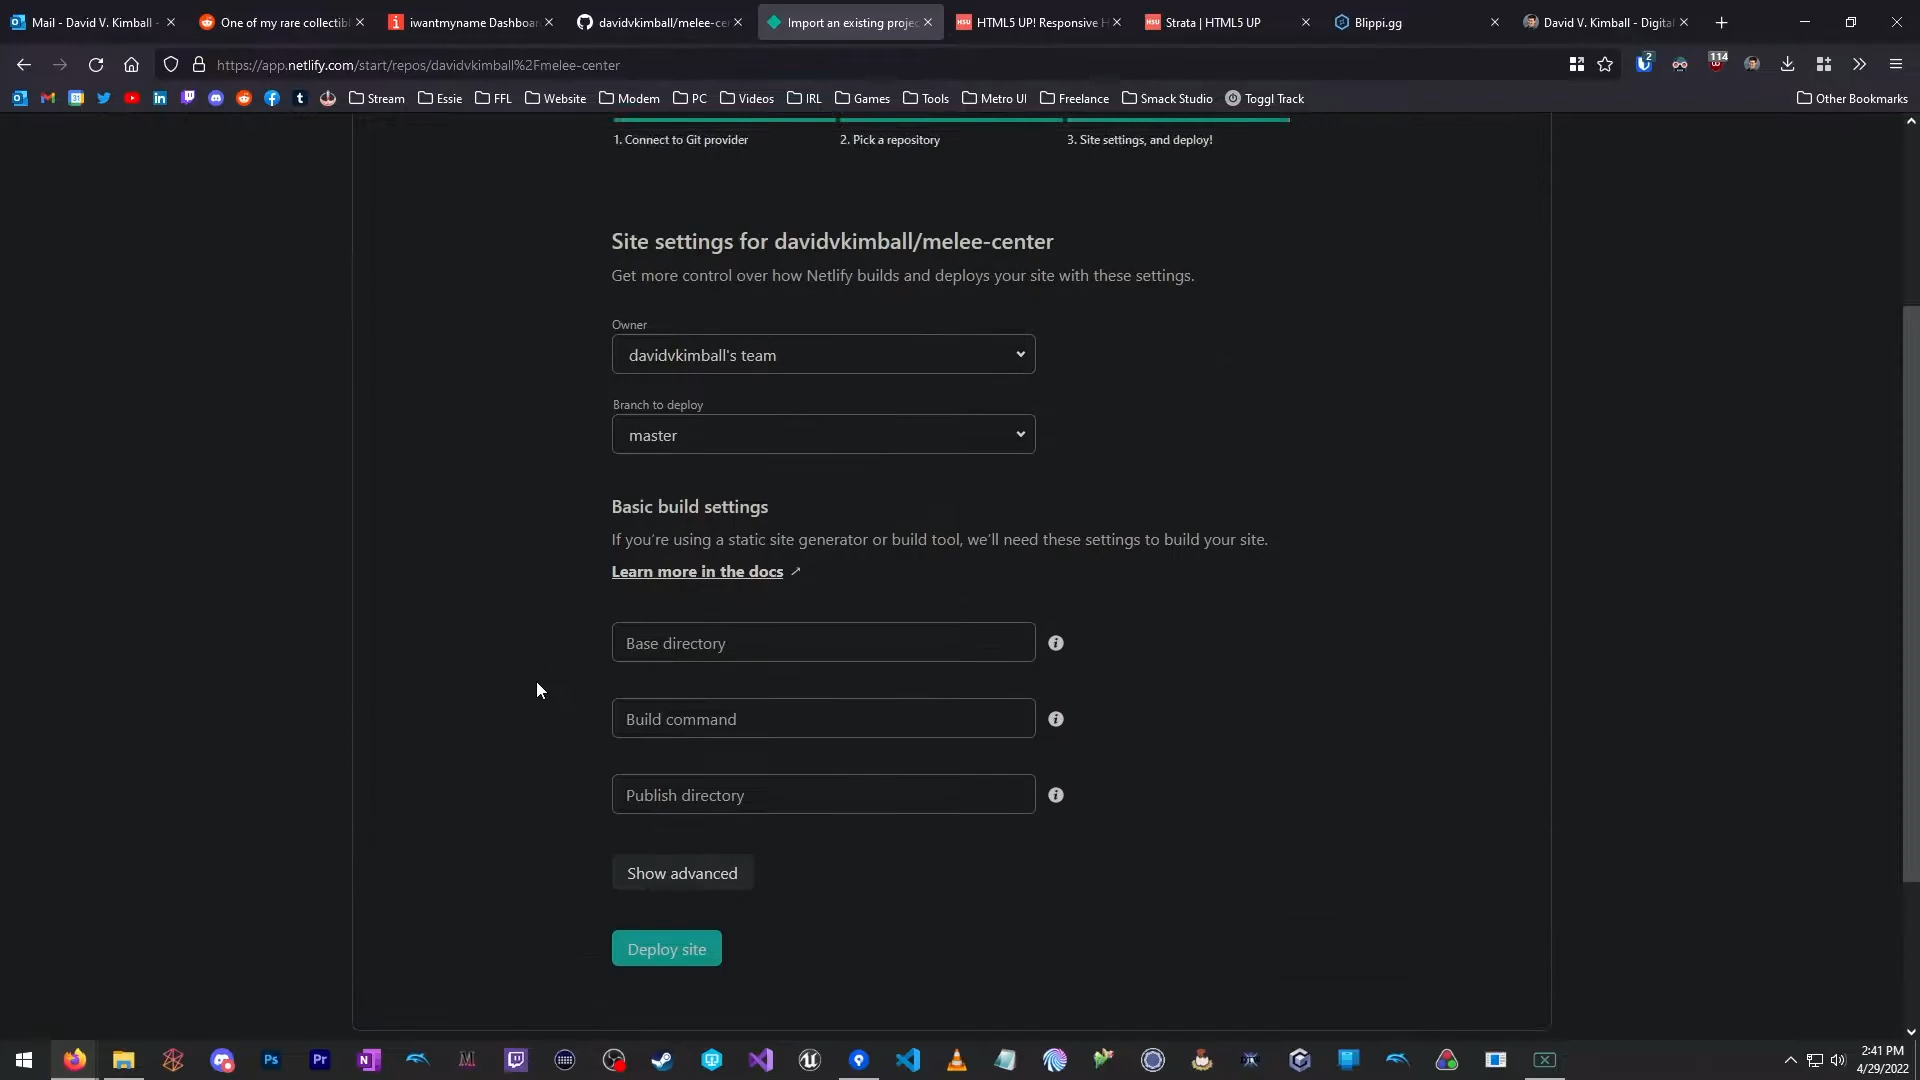 Mail - David V. Kimball -
One of my rare collectibl
iwantmyname Dashboar
davidvkimball/melee-cen
Import an existing projec
HTML5 UP! Responsive H
Strata | HTML5 UP
Blippi.gg
David V. Kimball - Digital
https://app.netlify.com/start/repos/davidvkimball%2Fmelee-center
2
114
Stream
Essie
FFL
Website
Modem
PC
Videos
IRL
Games
Tools
Metro UI
Freelance
Smack Studio
Toggl Track
Other Bookmarks
1. Connect to Git provider
2. Pick a repository
3. Site settings, and deploy!
Site settings for davidvkimball/melee-center
Get more control over how Netlify builds and deploys your site with these settings.
Owner
davidvkimball's team
Branch to deploy
master
Basic build settings
If you're using a static site generator or build tool, we'll need these settings to build your site.
Learn more in the docs
Base directory
Build command
Publish directory
Show advanced
Deploy site
2:41 PM
4/29/2022